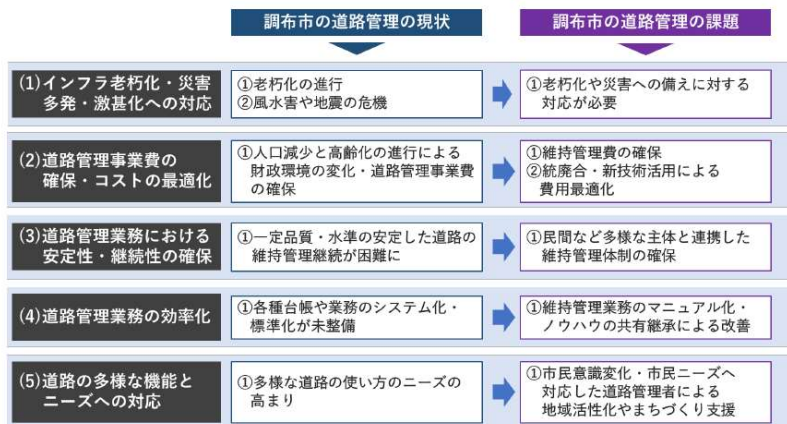 調布市の道路管理の現状
調布市の道路管理の課題
(1)インフラ老朽化・災害
多発・激甚化への対応
①老朽化の進行
②風水害や地震の危機
①老朽化や災害への備えに対する
対応が必要
(2)道路管理事業費の
確保・コストの最適化
①人口減少と高齢化の進行による
財政環境の変化・道路管理事業費
の確保
①維持管理費の確保
②統廃合・新技術活用による
費用最適化
(3)道路管理業務における
安定性・継続性の確保
①一定品質・水準の安定した道路の
維持管理継続が困難に
①民間など多様な主体と連携した
維持管理体制の確保
(4)道路管理業務の効率化
①各種台帳や業務のシステム化・
標準化が未整備
①維持管理業務のマニュアル化・
ノウハウの共有継承による改善
(5)道路の多様な機能と
ニーズへの対応
①多様な道路の使い方のニーズの
高まり
①市民意識変化・市民ニーズへ
対応した道路管理者による
地域活性化やまちづくり支援